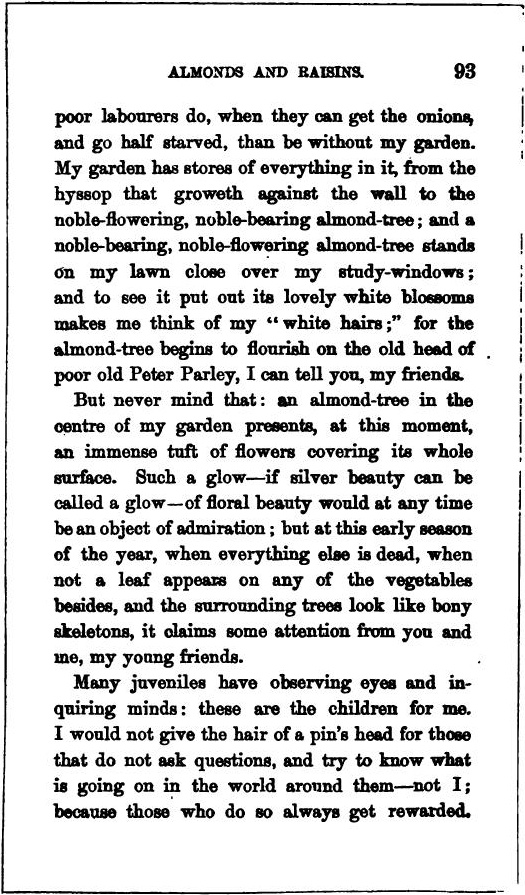 ALMONDS AND RAISINS. 93
poor labourers do, when they can get the onions,
and go half starved, than be without my garden.
My garden has stores of everything in it, from the
hyssop that groweth against the wall to the
noble-flowering, noble-bearing almond-tree; and a
noble-bearing, noble-flowering almond-tree stands
on my lawn close over my study-windows;
and to see it put out its lovely white blossoms
makes me think of my “white hairs;” for the
almond-tree begins to flourish on the old head of
poor old Peter Parley, I can tell you, my friends.
But never mind that: an almond-tree in the
centre of my garden presents, at this moment,
an immense tuft of flowers covering its whole
surface. Such a glow—if silver beauty can be
called a glow—of floral beauty would at any time
be an object of admiration; but at this early season
of the year, when everything else is dead, when
not a leaf appears on any of the vegetables
besides, and the surrounding trees look like bony
skeletons, it claims some attention from you and
me, my young friends.
Many juveniles have observing eyes and in-
quiring minds: these are the children for me.
I would not give the hair of a pin's head for those
that do not ask questions, and try to know what
is going on in the world around them—not I;
because those who do so always get rewarded.